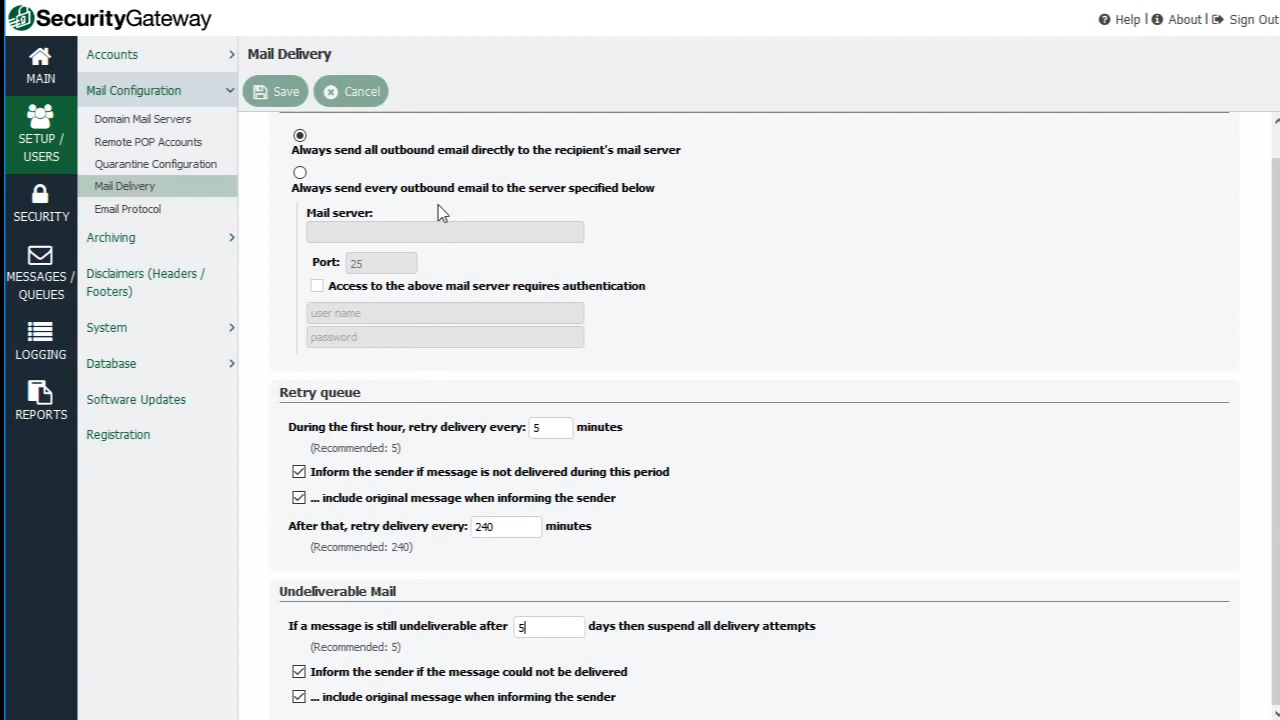 SecurityGateway
Help | About | Sign Out
MAIN
SETUP /
USERS
SECURITY
MESSAGES /
QUEUES
LOGGING
REPORTS
Accounts
Mail Configuration
Domain Mail Servers
Remote POP Accounts
Quarantine Configuration
Mail Delivery
Email Protocol
Archiving
Disclaimers (Headers /
Footers)
System
Database
Software Updates
Registration
Mail Delivery
Save Cancel
Always send all outbound email directly to the recipient's mail server
Always send every outbound email to the server specified below
Mail server:
Port: 25
Access to the above mail server requires authentication
user name
password
Retry queue
During the first hour, retry delivery every: 5 minutes
(Recommended: 5)
Inform the sender if message is not delivered during this period
... include original message when informing the sender
After that, retry delivery every: 240 minutes
(Recommended: 240)
Undeliverable Mail
If a message is still undeliverable after 5 days then suspend all delivery attempts
(Recommended: 5)
Inform the sender if the message could not be delivered
... include original message when informing the sender